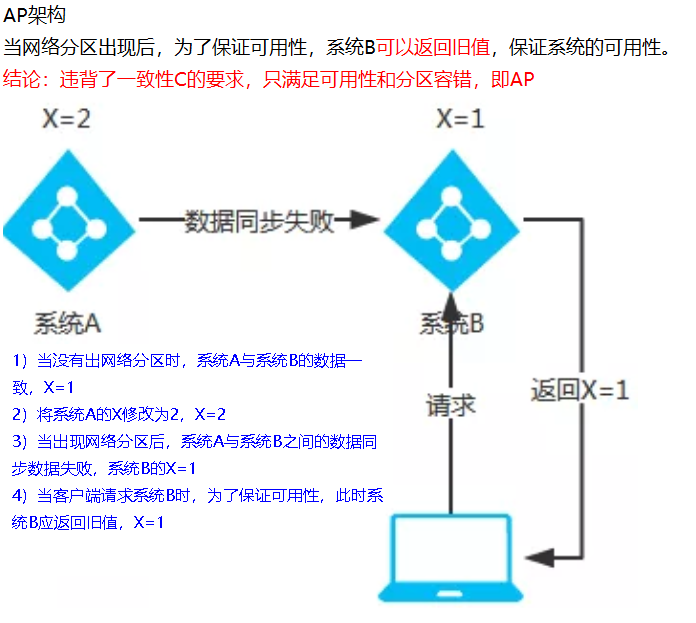 AP架构
当网络分区出现后，为了保证可用性，系统B可以返回旧值，保证系统的可用性。
结论：违背了一致性C的要求，只满足可用性和分区容错，即AP
X=2
X=1
数据同步失败
系统A
系统B
1）当没有出网络分区时，系统A与系统B的数据一
致，X=1
2）将系统A的X修改为2，X=2
3）当出现网络分区后，系统A与系统B之间的数据同
步数据失败，系统B的X=1
4）当客户端请求系统B时，为了保证可用性，此时系
统B应返回旧值，X=1
请求
返回X=1